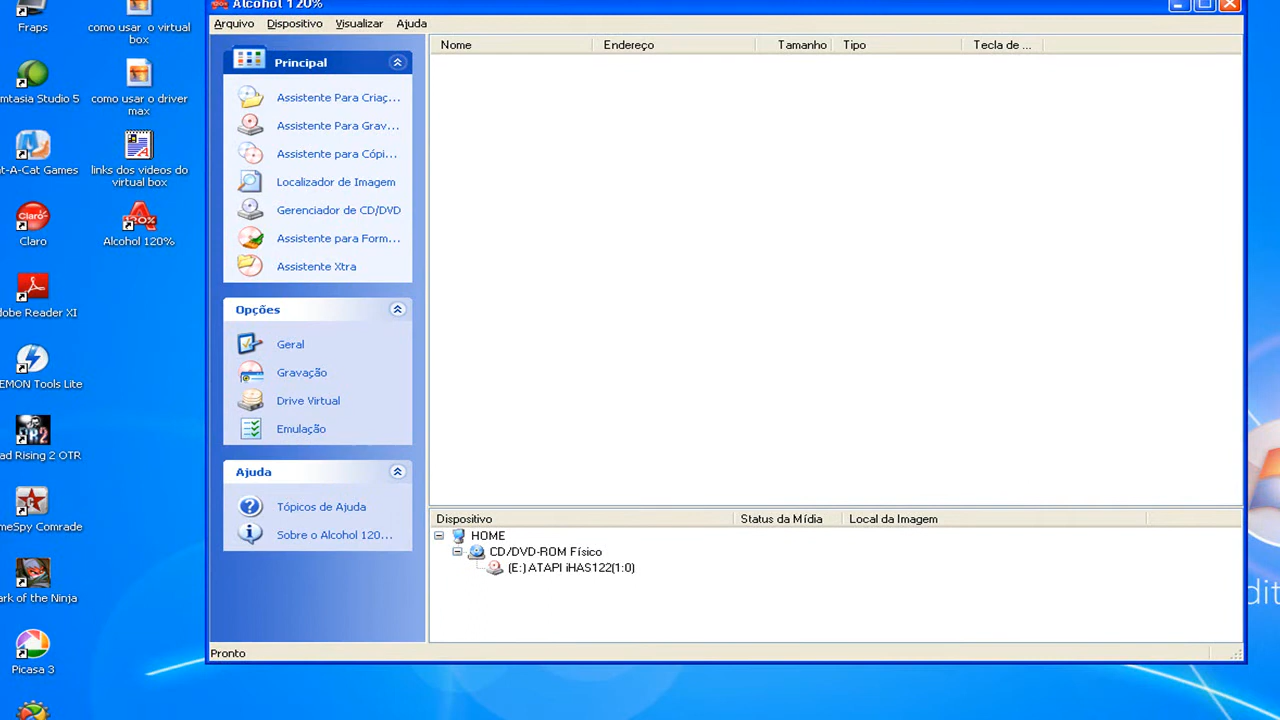 Fraps
como usar o virtual
box
mtasia Studio 5
como usar o driver
max
at-A-Cat Games
links dos videos do
virtual box
Claro
Alcohol 120%
dobe Reader XI
EMON Tools Lite
ad Rising 2 OTR
meSpy Comrade
ark of the Ninja
Picasa 3
Alcohol 120%
Arquivo Dispositivo Visualizar Ajuda
Principal
Assistente Para Criaç...
Assistente Para Grav...
Assistente para Cópi...
Localizador de Imagem
Gerenciador de CD/DVD
Assistente para Form...
Assistente Xtra
Opções
Geral
Gravação
Drive Virtual
Emulação
Ajuda
Tópicos de Ajuda
Sobre o Alcohol 120...
Nome Endereço Tamanho Tipo Tecla de ...
Dispositivo Status da Mídia Local da Imagem
HOME
CD/DVD-ROM Físico
(E:) ATAPI iHAS122(1:0)
Pronto
dit